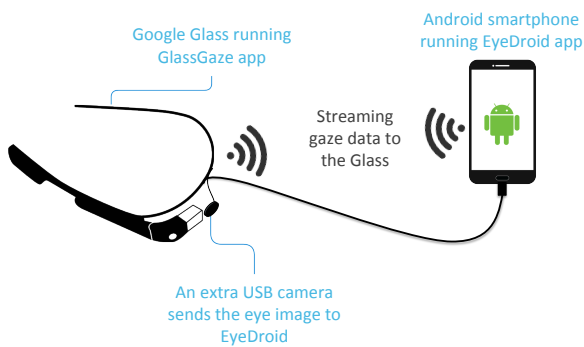 Google Glass running
GlassGaze app
Android smartphone
running EyeDroid app
Streaming
gaze data to
the Glass
An extra USB camera
sends the eye image to
EyeDroid